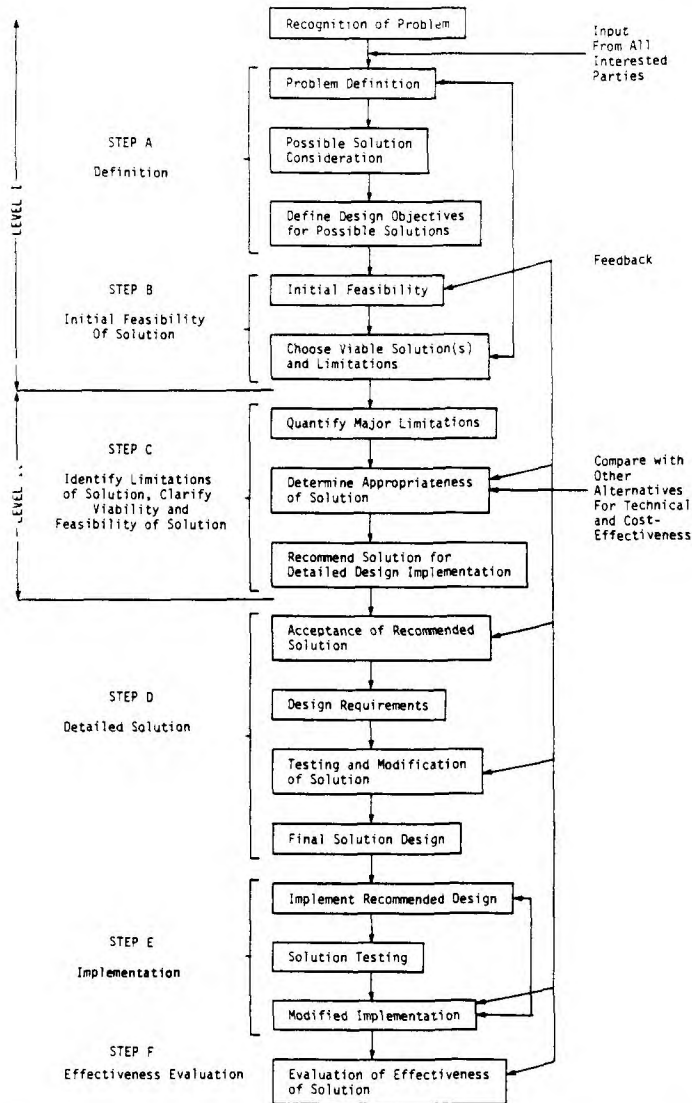 Recognition of Problem
Input
From All
Interested
Parties
Problem Definition
STEP A
Definition
Possible Solution
Consideration
Define Design Objectives
for Possible Solutions
LEVEL I
Feedback
STEP B
Initial Feasibility
Of Solution
Initial Feasibility
Choose Viable Solution(s)
and Limitations
Quantify Major Limitations
STEP C
Identify Limitations
of Solution, Clarify
Viability and
Feasibility of Solution
LEVEL
Determine Appropriateness
of Solution
Compare with
Other
Alternatives
For Technical
and Cost-
Effectiveness
Recommend Solution for
Detailed Design Implementation
Acceptance of Recommended
Solution
STEP D
Detailed Solution
Design Requirements
Testing and Modification
of Solution
Final Solution Design
Implement Recommended Design
STEP E
Implementation
Solution Testing
Modified Implementation
STEP F
Effectiveness Evaluation
Evaluation of Effectiveness
of Solution